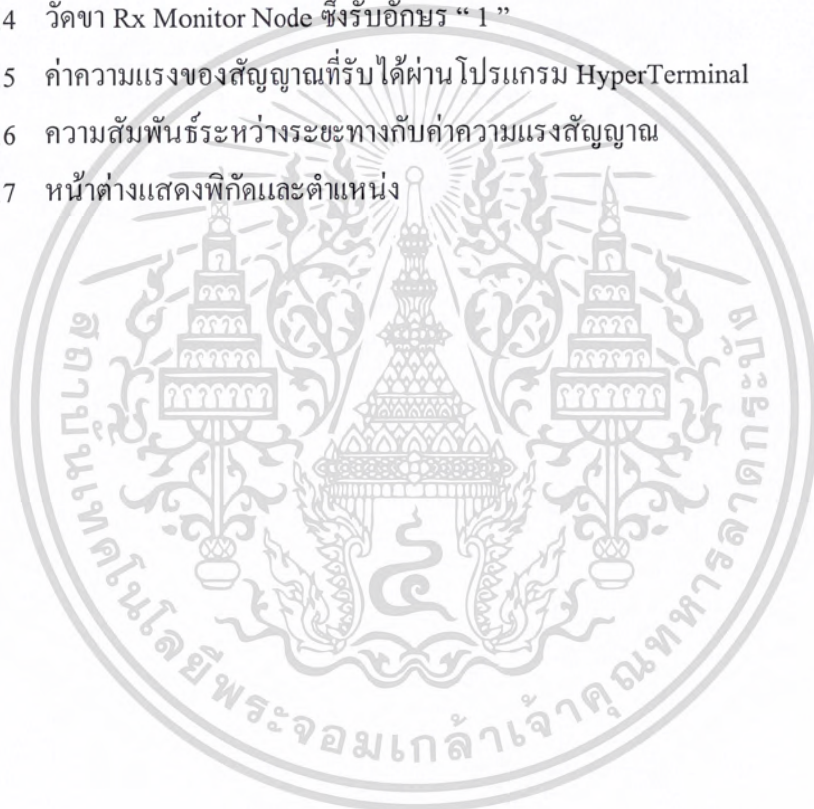 4 วัดขา Rx Monitor Node ซึ่งรับอักษร “ 1 ”
5 ค่าความแรงของสัญญาณที่รับได้ผ่านโปรแกรม HyperTerminal
6 ความสัมพันธ์ระหว่างระยะทางกับค่าความแรงสัญญาณ
7 หน้าต่างแสดงพิกัดและตำแหน่ง
สถาบันเทคโนโลยีพระจอมเกล้าเจ้าคุณทหารลาดกระบัง